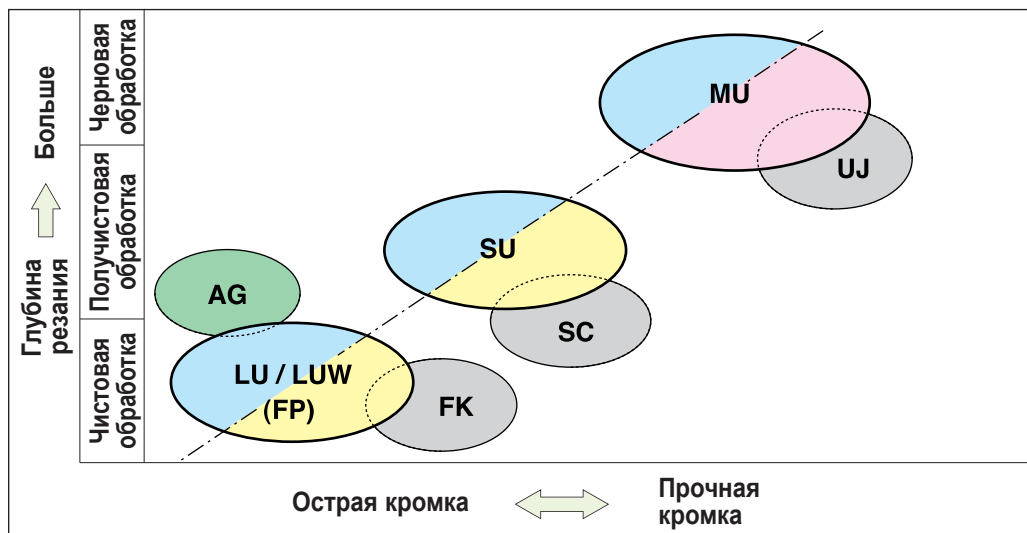 Глубина
резания
Больше
Черновая
обработка
Получистовая
обработка
Чистовая
обработка
MU
UJ
SU
AG
SC
LU / LUW
(FP)
FK
Острая кромка
Прочная
кромка